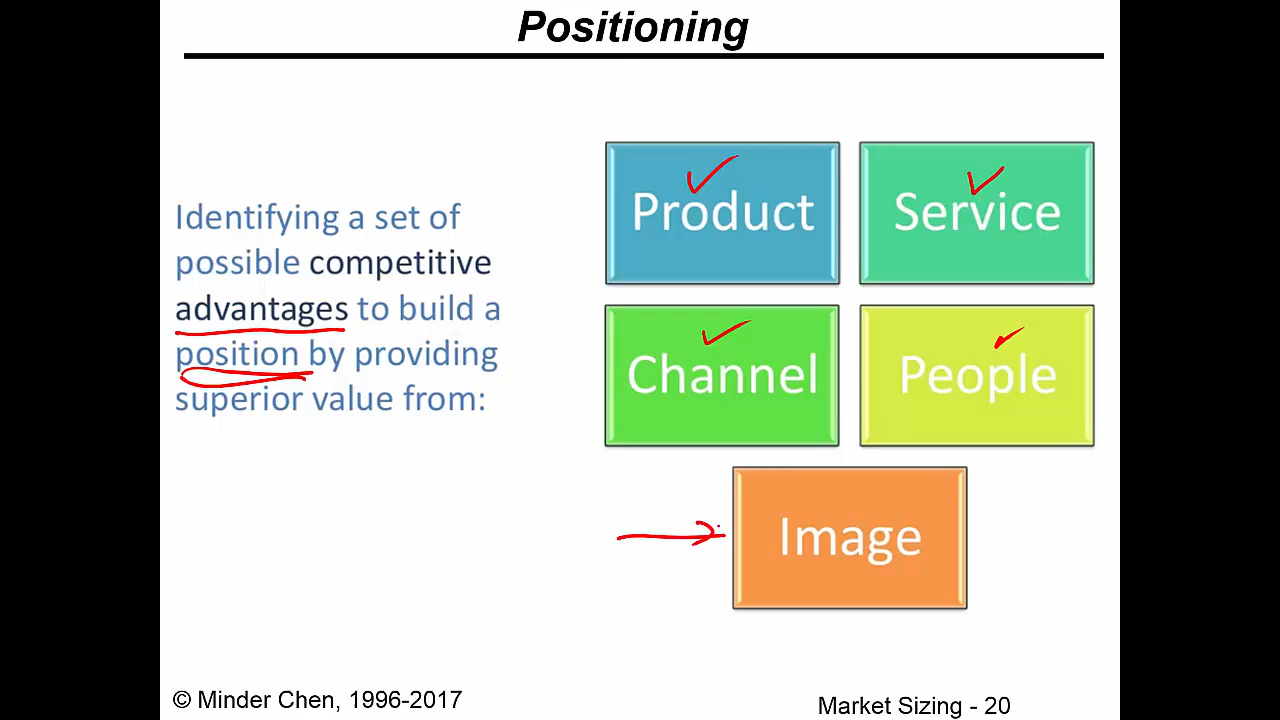 Positioning
Identifying a set of
possible competitive
advantages to build a
position by providing
superior value from:
Product
Service
Channel
People
Image
© Minder Chen, 1996-2017
Market Sizing - 20